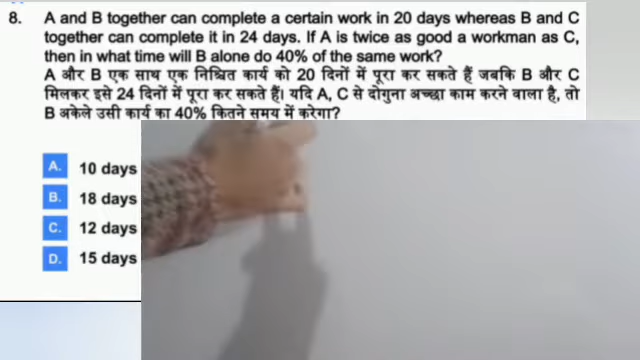 8. A and B together can complete a certain work in 20 days whereas B and C
together can complete it in 24 days. If A is twice as good a workman as C,
then in what time will B alone do 40% of the same work?
A और B एक साथ एक निश्चित कार्य को 20 दिनों में पूरा कर सकते हैं जबकि B और C
मिलकर इसे 24 दिनों में पूरा कर सकते हैं। यदि A, C से दोगुना अच्छा काम करने वाला है, तो
B अकेले उसी कार्य का 40% कितने समय में करेगा?
A. 10 days
B. 18 days
C. 12 days
D. 15 days